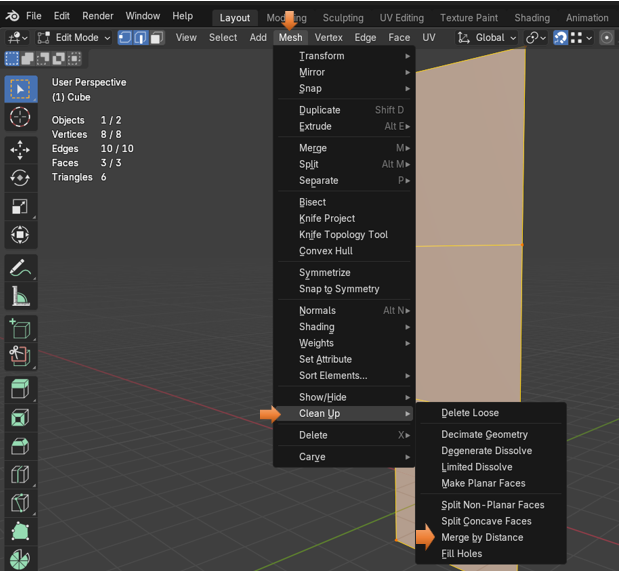 File Edit Render Window Help Layout Modeling Sculpting UV Editing Texture Paint Shading Animation
Edit Mode View Select Add Mesh Vertex Edge Face UV Global
User Perspective
(1) Cube
Objects 1 / 2
Vertices 8 / 8
Edges 10 / 10
Faces 3 / 3
Triangles 6
Transform
Mirror
Snap
Duplicate Shift D
Extrude Alt E
Merge M
Split Alt M
Separate P
Bisect
Knife Project
Knife Topology Tool
Convex Hull
Symmetrize
Snap to Symmetry
Normals Alt N
Shading
Weights
Set Attribute
Sort Elements...
Show/Hide
Clean Up
Delete X
Carve
Delete Loose
Decimate Geometry
Degenerate Dissolve
Limited Dissolve
Make Planar Faces
Split Non-Planar Faces
Split Concave Faces
Merge by Distance
Fill Holes